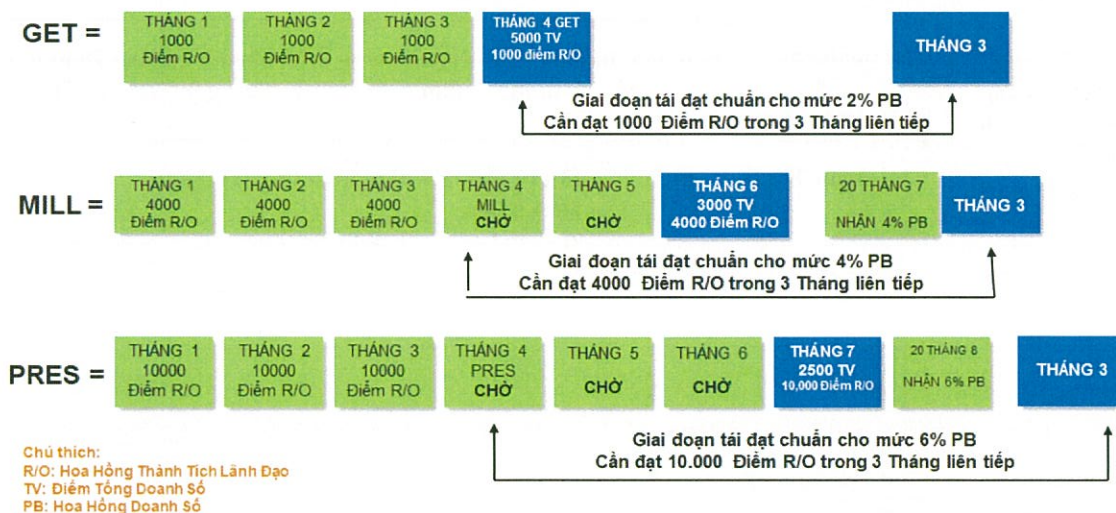 GET =
THÁNG 1
1000
Điểm R/O
THÁNG 2
1000
Điểm R/O
THÁNG 3
1000
Điểm R/O
THÁNG 4 GET
5000 TV
1000 điểm R/O
THÁNG 3
Giai đoạn tái đạt chuẩn cho mức 2% PB
Cần đạt 1000 Điểm R/O trong 3 Tháng liên tiếp
MILL =
THÁNG 1
4000
Điểm R/O
THÁNG 2
4000
Điểm R/O
THÁNG 3
4000
Điểm R/O
THÁNG 4
MILL
CHỜ
THÁNG 5
CHỜ
THÁNG 6
3000 TV
4000 Điểm R/O
20 THÁNG 7
NHẬN 4% PB
THÁNG 3
Giai đoạn tái đạt chuẩn cho mức 4% PB
Cần đạt 4000 Điểm R/O trong 3 Tháng liên tiếp
PRES =
THÁNG 1
10000
Điểm R/O
THÁNG 2
10000
Điểm R/O
THÁNG 3
10000
Điểm R/O
THÁNG 4
PRES
CHỜ
THÁNG 5
CHỜ
THÁNG 6
CHỜ
THÁNG 7
2500 TV
10,000 Điểm R/O
20 THÁNG 8
NHẬN 6% PB
THÁNG 3
Giai đoạn tái đạt chuẩn cho mức 6% PB
Cần đạt 10.000 Điểm R/O trong 3 Tháng liên tiếp
Chú thích:
R/O: Hoa Hồng Thành Tích Lãnh Đạo
TV: Điểm Tổng Doanh Số
PB: Hoa Hồng Doanh Số